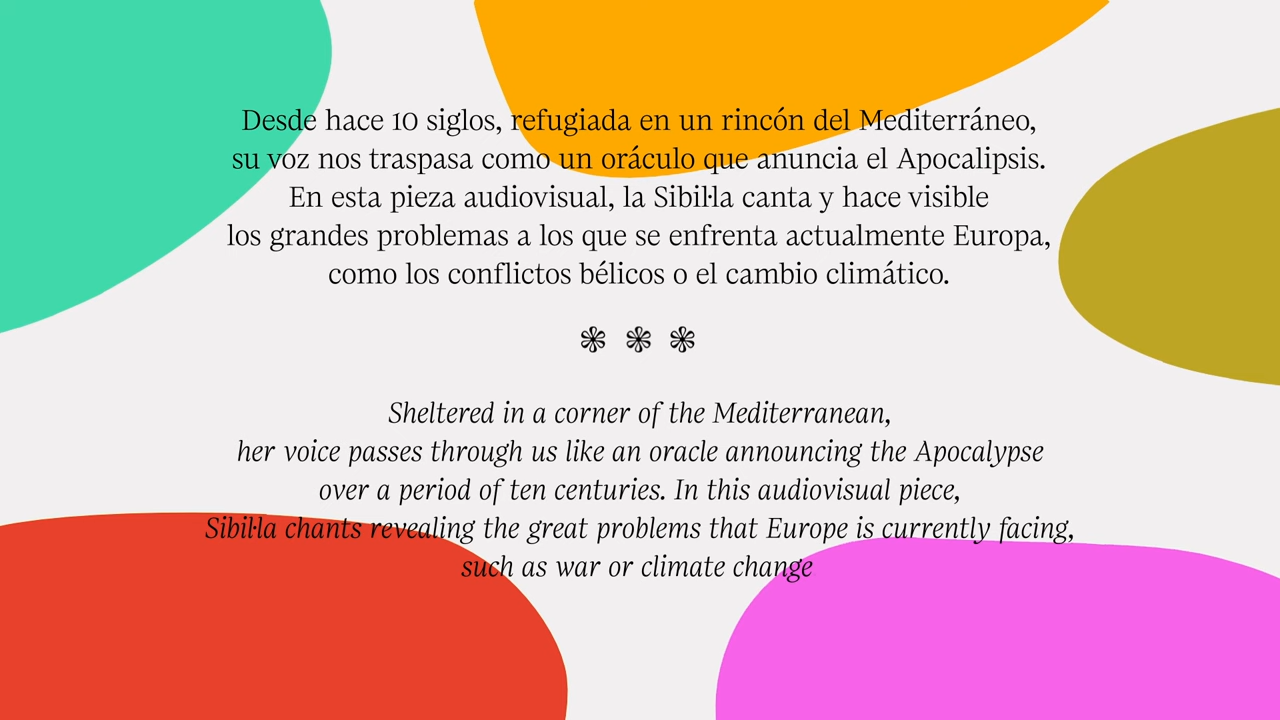 Desde hace 10 siglos, refugiada en un rincón del Mediterráneo,
su voz nos traspasa como un oráculo que anuncia el Apocalipsis.
En esta pieza audiovisual, la Sibil·la canta y hace visible
los grandes problemas a los que se enfrenta actualmente Europa,
como los conflictos bélicos o el cambio climático.
Sheltered in a corner of the Mediterranean,
her voice passes through us like an oracle announcing the Apocalypse
over a period of ten centuries. In this audiovisual piece,
Sibil·la chants revealing the great problems that Europe is currently facing,
such as war or climate change